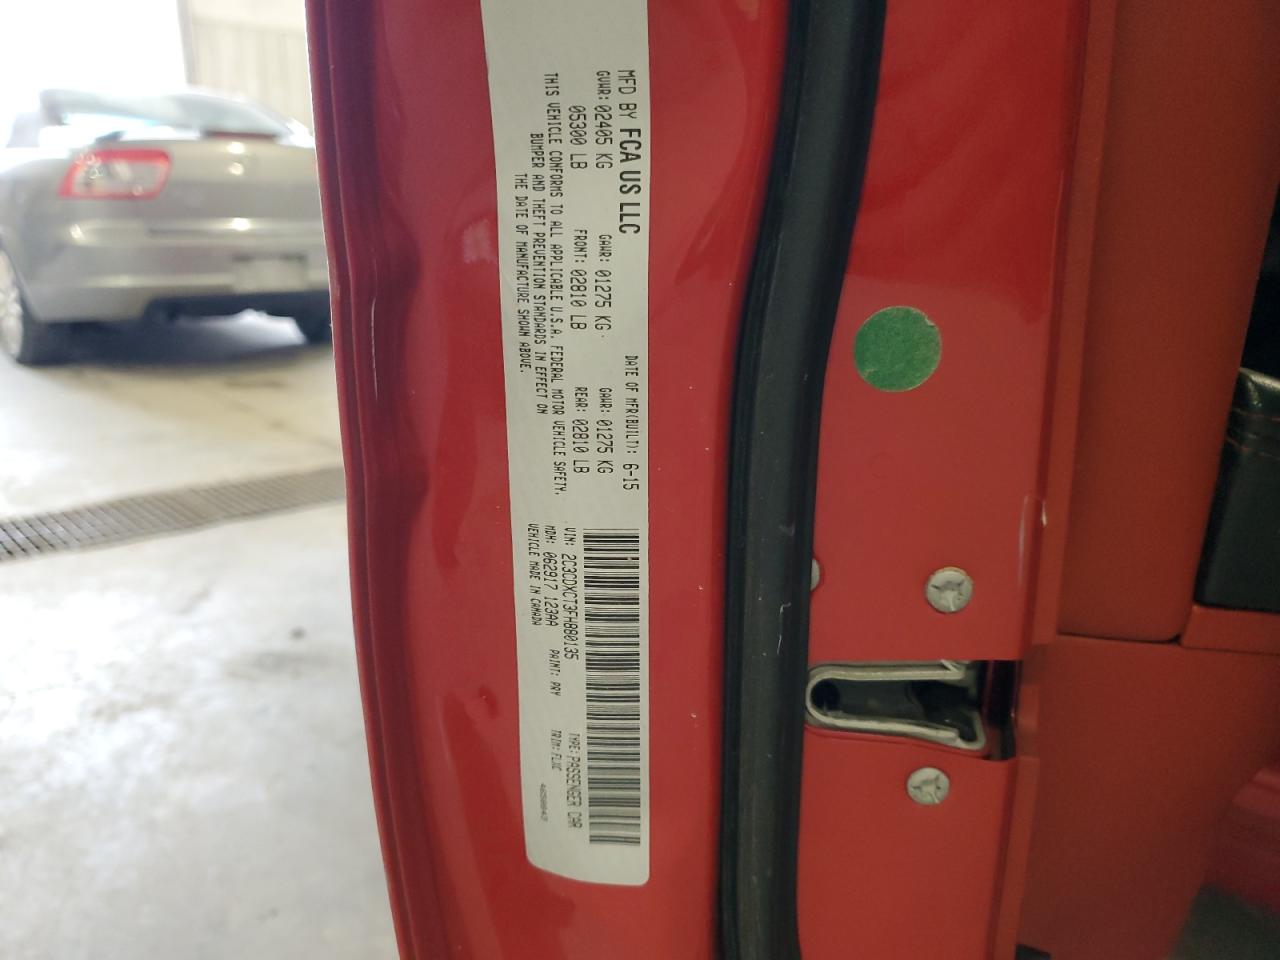 MFD BY FCA US LLC
DATE OF MFR(BUILT): 6-15
GVWR: 02405 KG GAWR: 01275 KG GAWR: 01275 KG
05300 LB FRONT: 02810 LB REAR: 02810 LB
THIS VEHICLE CONFORMS TO ALL APPLICABLE U.S.A. FEDERAL MOTOR VEHICLE SAFETY,
BUMPER AND THEFT PREVENTION STANDARDS IN EFFECT ON
THE DATE OF MANUFACTURE SHOWN ABOVE.
VIN: 2C3CDXCT3FH880135 TYPE: PASSENGER CAR
MDH: 062917 123AA PAINT: PRY TRIM: FLXC
VEHICLE MADE IN CANADA